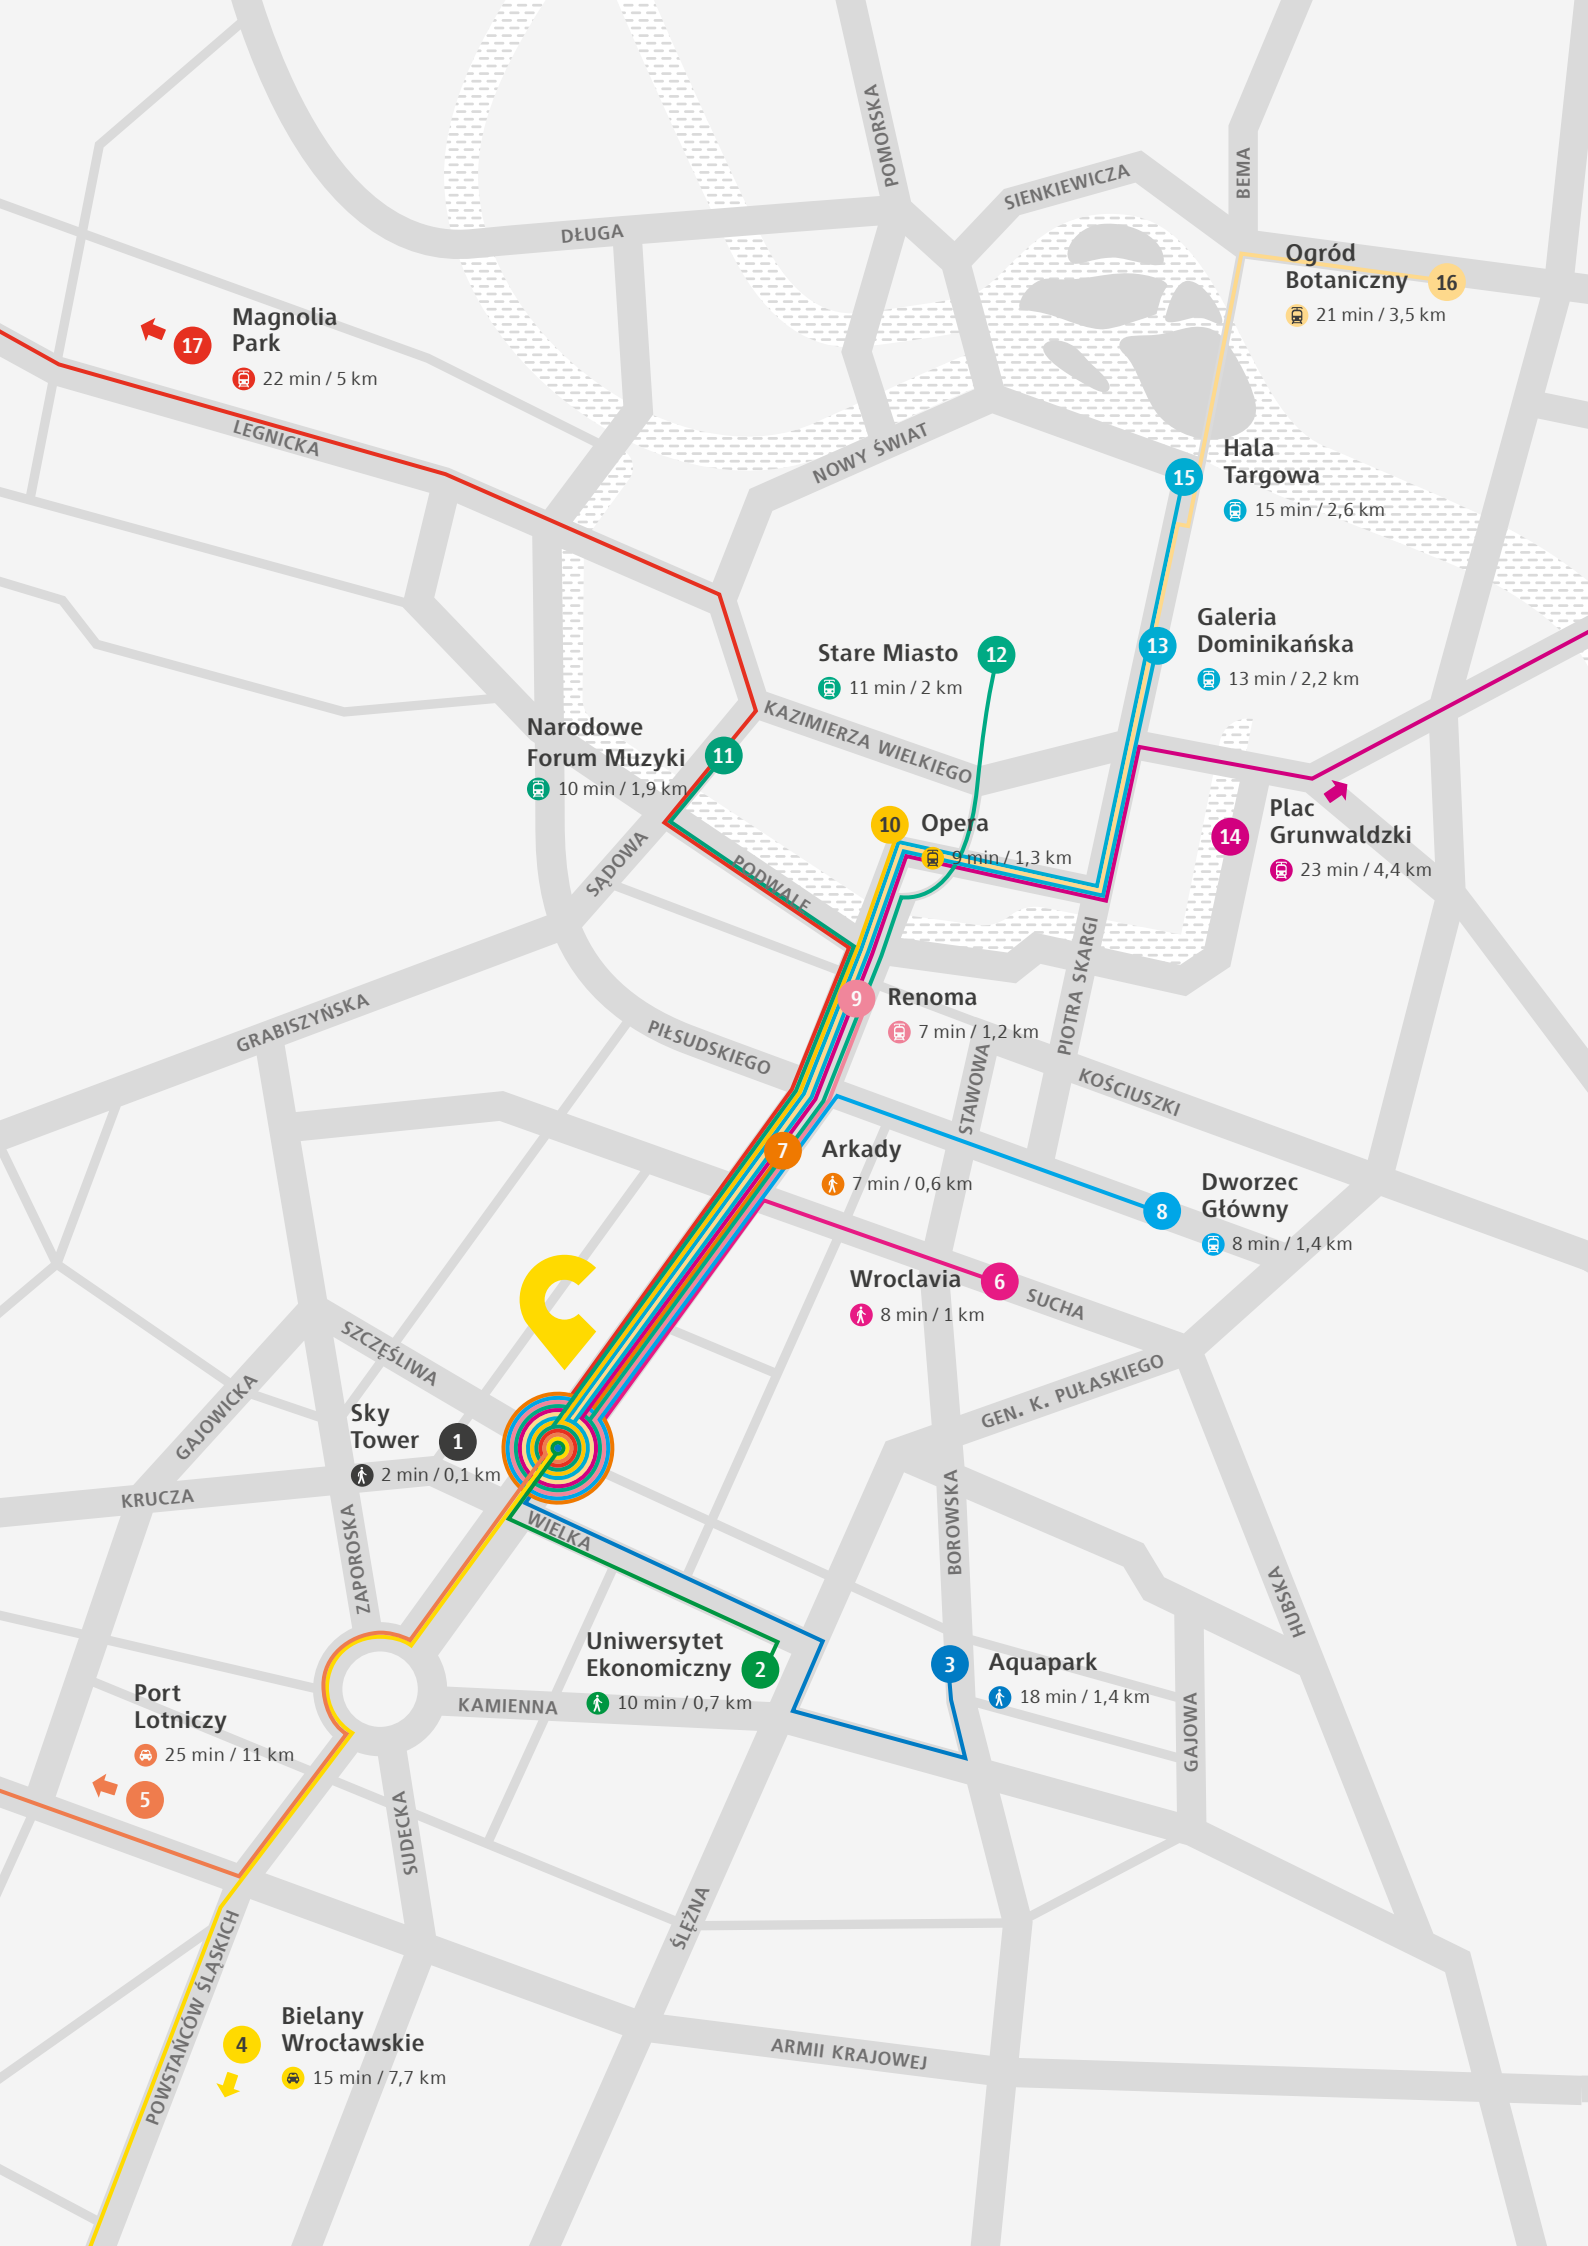 POMORSKA
SIENKIEWICZA
BEMA
DŁUGA
Ogród
Botaniczny
16
21 min / 3,5 km
Magnolia
Park
17
22 min / 5 km
LEGNICKA
NOWY ŚWIAT
Hala
Targowa
15
15 min / 2,6 km
Galeria
Dominikańska
13
13 min / 2,2 km
Stare Miasto
12
11 min / 2 km
KAZIMIERZA WIELKIEGO
Narodowe
Forum Muzyki
11
10 min / 1,9 km
10
Opera
9 min / 1,3 km
Plac
Grunwaldzki
14
23 min / 4,4 km
SĄDOWA
PODWALE
PIOTRA SKARGI
9
Renoma
7 min / 1,2 km
GRABISZYŃSKA
PIŁSUDSKIEGO
STAWOWA
KOŚCIUSZKI
7
Arkady
7 min / 0,6 km
Dworzec
Główny
8
8 min / 1,4 km
Wroclavia
6
8 min / 1 km
SUCHA
SZCZĘŚLIWA
GEN. K. PUŁASKIEGO
GAJOWICKA
Sky
Tower
1
2 min / 0,1 km
KRUCZA
ZAPOROSKA
WIELKA
BOROWSKA
HUBSKA
Uniwersytet
Ekonomiczny
2
10 min / 0,7 km
3
Aquapark
18 min / 1,4 km
KAMIENNA
GAJOWA
Port
Lotniczy
25 min / 11 km
5
SUDECKA
ŚLĘŻNA
POWSTAŃCÓW ŚLĄSKICH
4
Bielany
Wrocławskie
15 min / 7,7 km
ARMII KRAJOWEJ